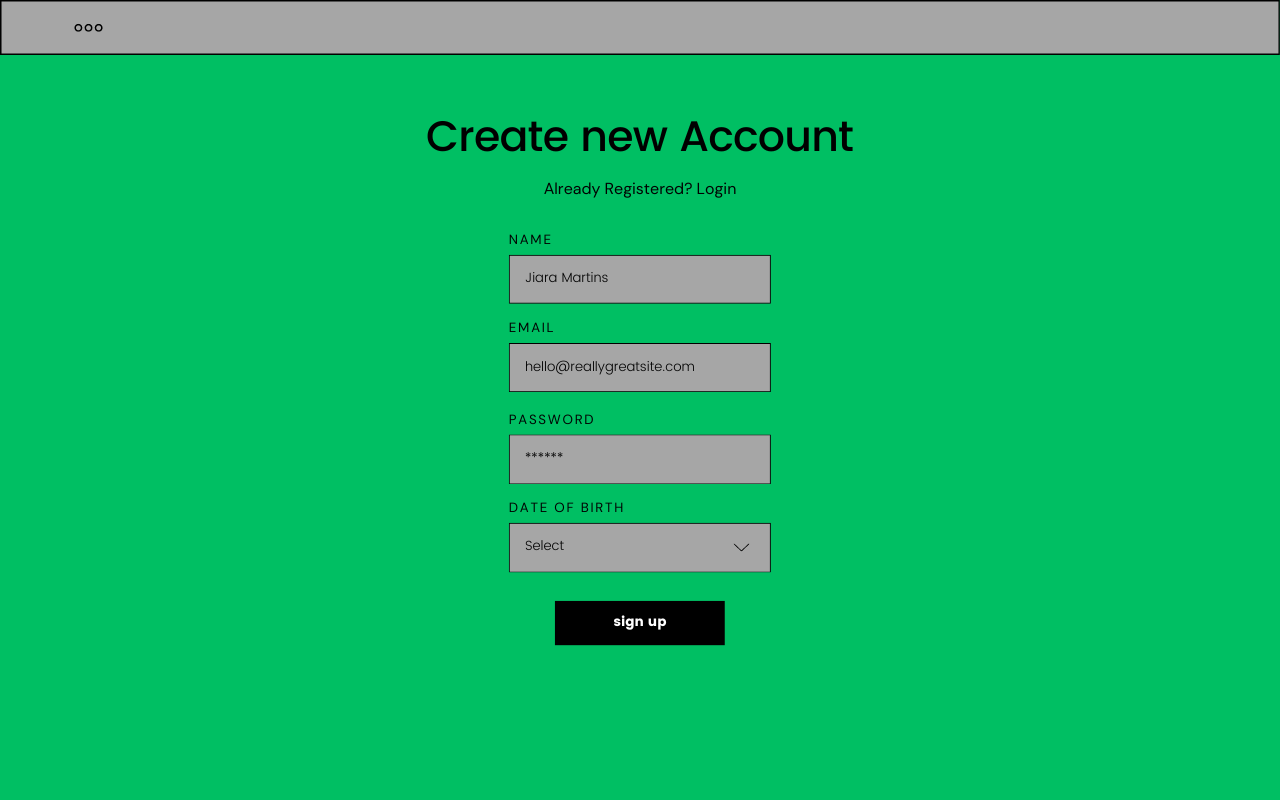 Create new Account
Already Registered? Login
NAME
Jiara Martins
EMAIL
hello@reallygreatsite.com
PASSWORD
******
DATE OF BIRTH
Select
sign up